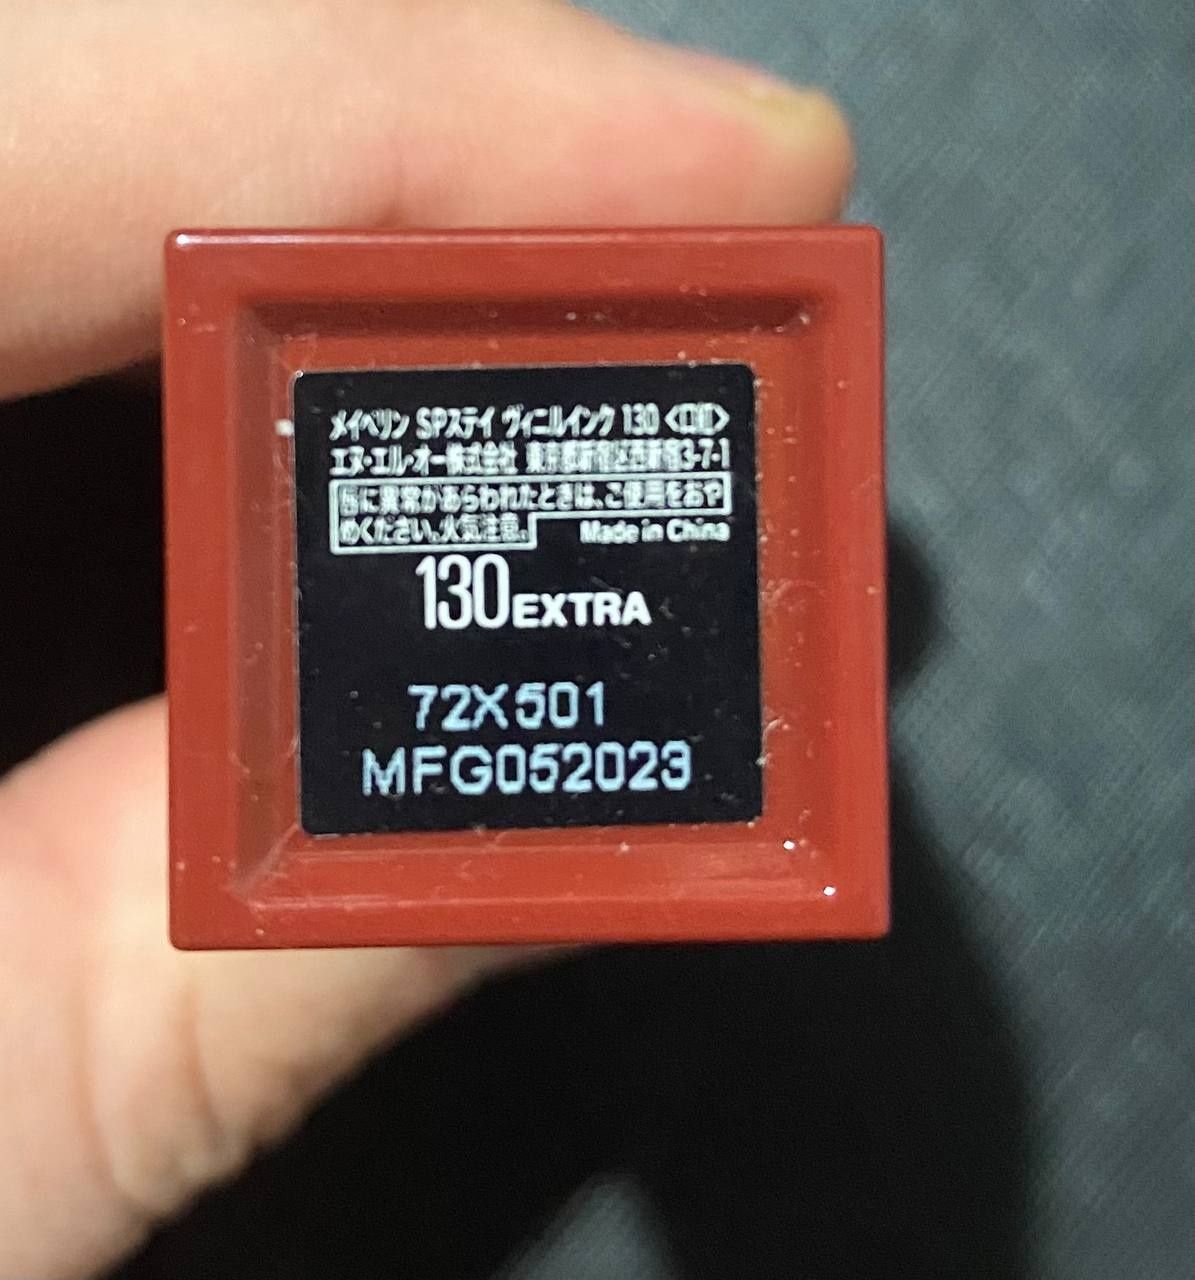 メイベリン SPステイ ヴィニルインク 130 <口紅>
エヌ・エル・オー株式会社 東京都新宿区西新宿3-7-1
唇に異常があらわれたときは、ご使用をおや
めください。火気注意。 Made in China
130 EXTRA
72X501
MFG052023